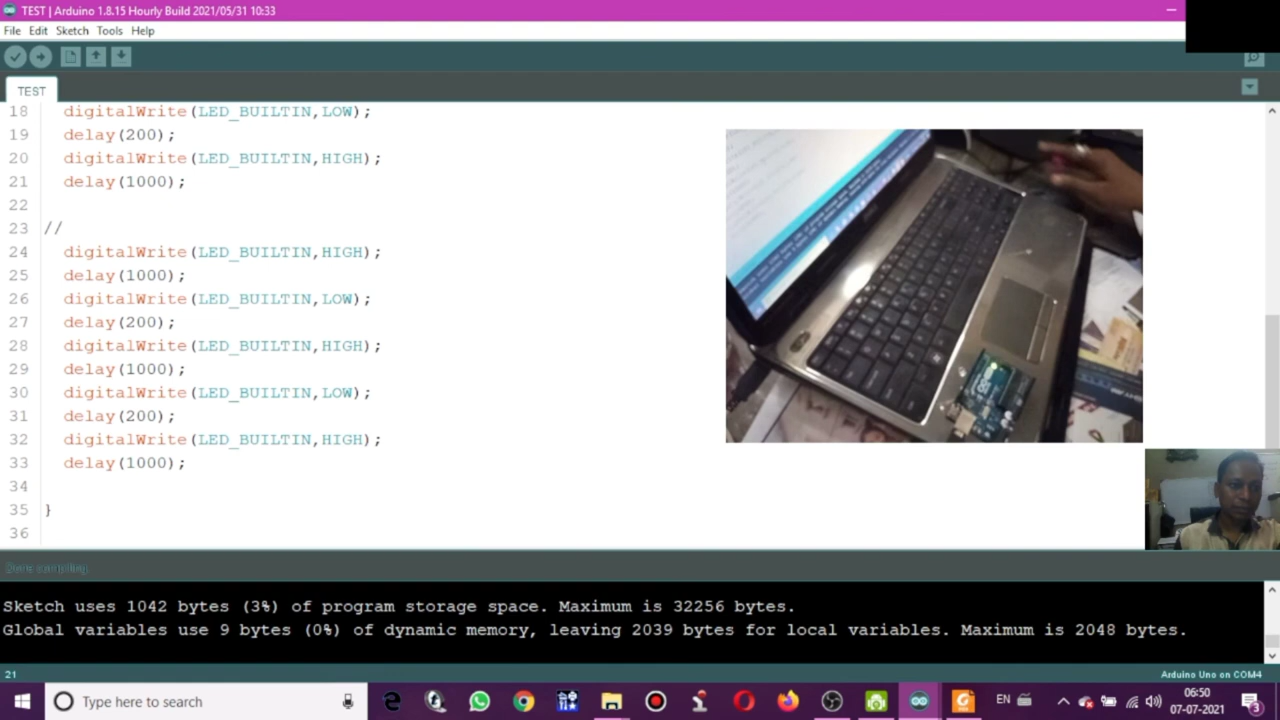 TEST | Arduino 1.8.15 Hourly Build 2021/05/31 10:33
File Edit Sketch Tools Help
TEST
18 digitalWrite(LED_BUILTIN,LOW);
19 delay(200);
20 digitalWrite(LED_BUILTIN,HIGH);
21 delay(1000);
22
23 //
24 digitalWrite(LED_BUILTIN,HIGH);
25 delay(1000);
26 digitalWrite(LED_BUILTIN,LOW);
27 delay(200);
28 digitalWrite(LED_BUILTIN,HIGH);
29 delay(1000);
30 digitalWrite(LED_BUILTIN,LOW);
31 delay(200);
32 digitalWrite(LED_BUILTIN,HIGH);
33 delay(1000);
34
35 }
36
Done compiling.
Sketch uses 1042 bytes (3%) of program storage space. Maximum is 32256 bytes.
Global variables use 9 bytes (0%) of dynamic memory, leaving 2039 bytes for local variables. Maximum is 2048 bytes.
21 Arduino Uno on COM4
Type here to search
EN
06:50
07-07-2021
3